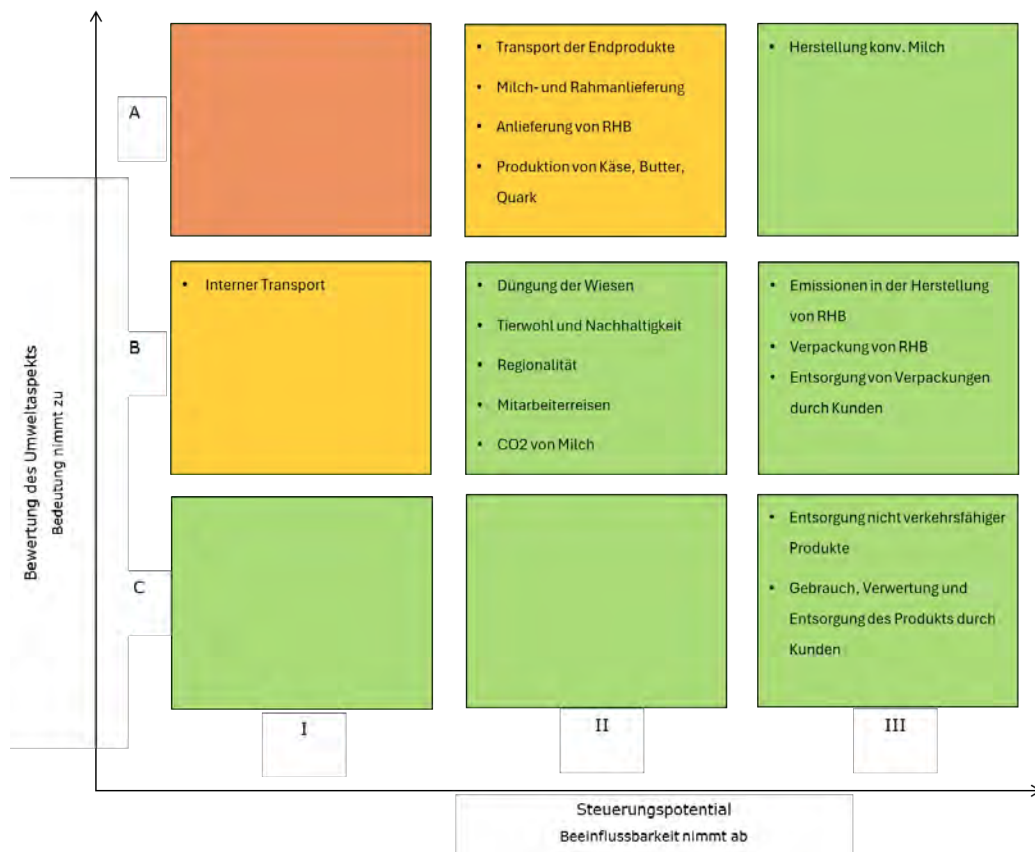 • Transport der Endprodukte
• Milch- und Rahmanlieferung
• Anlieferung von RHB
• Produktion von Käse, Butter,
Quark
• Herstellung konv. Milch
A
• Interner Transport
• Düngung der Wiesen
• Tierwohl und Nachhaltigkeit
• Regionalität
• Mitarbeiterreisen
• CO2 von Milch
• Emissionen in der Herstellung
von RHB
• Verpackung von RHB
• Entsorgung von Verpackungen
durch Kunden
B
Bewertung des Umweltaspekts
Bedeutung nimmt zu
• Entsorgung nicht verkehrsfähiger
Produkte
• Gebrauch, Verwertung und
Entsorgung des Produkts durch
Kunden
C
I
II
III
Steuerungspotential
Beeinflussbarkeit nimmt ab